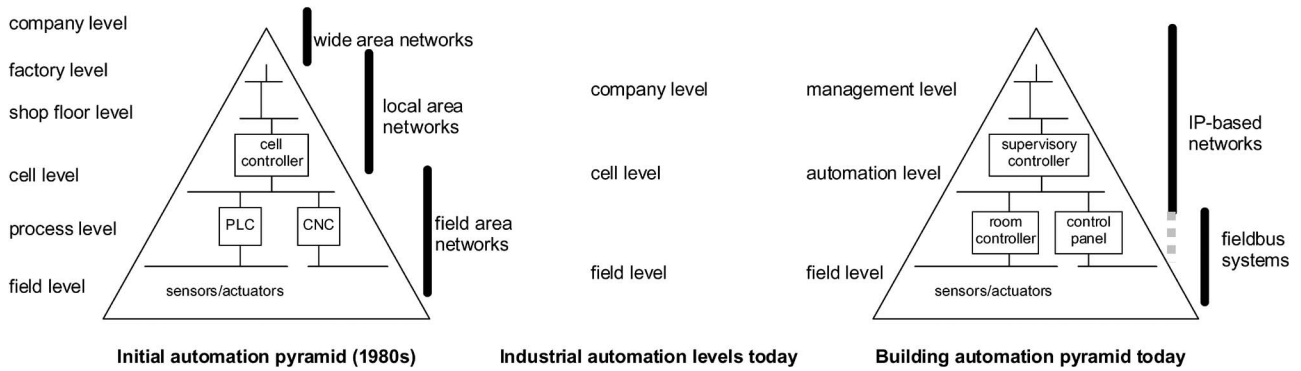 company level
factory level
shop floor level
cell level
process level
field level
wide area networks
local area
networks
field area
networks
cell
controller
PLC
CNC
sensors/actuators
Initial automation pyramid (1980s)
company level
cell level
field level
Industrial automation levels today
management level
automation level
field level
supervisory
controller
room
controller
control
panel
sensors/actuators
IP-based
networks
fieldbus
systems
Building automation pyramid today